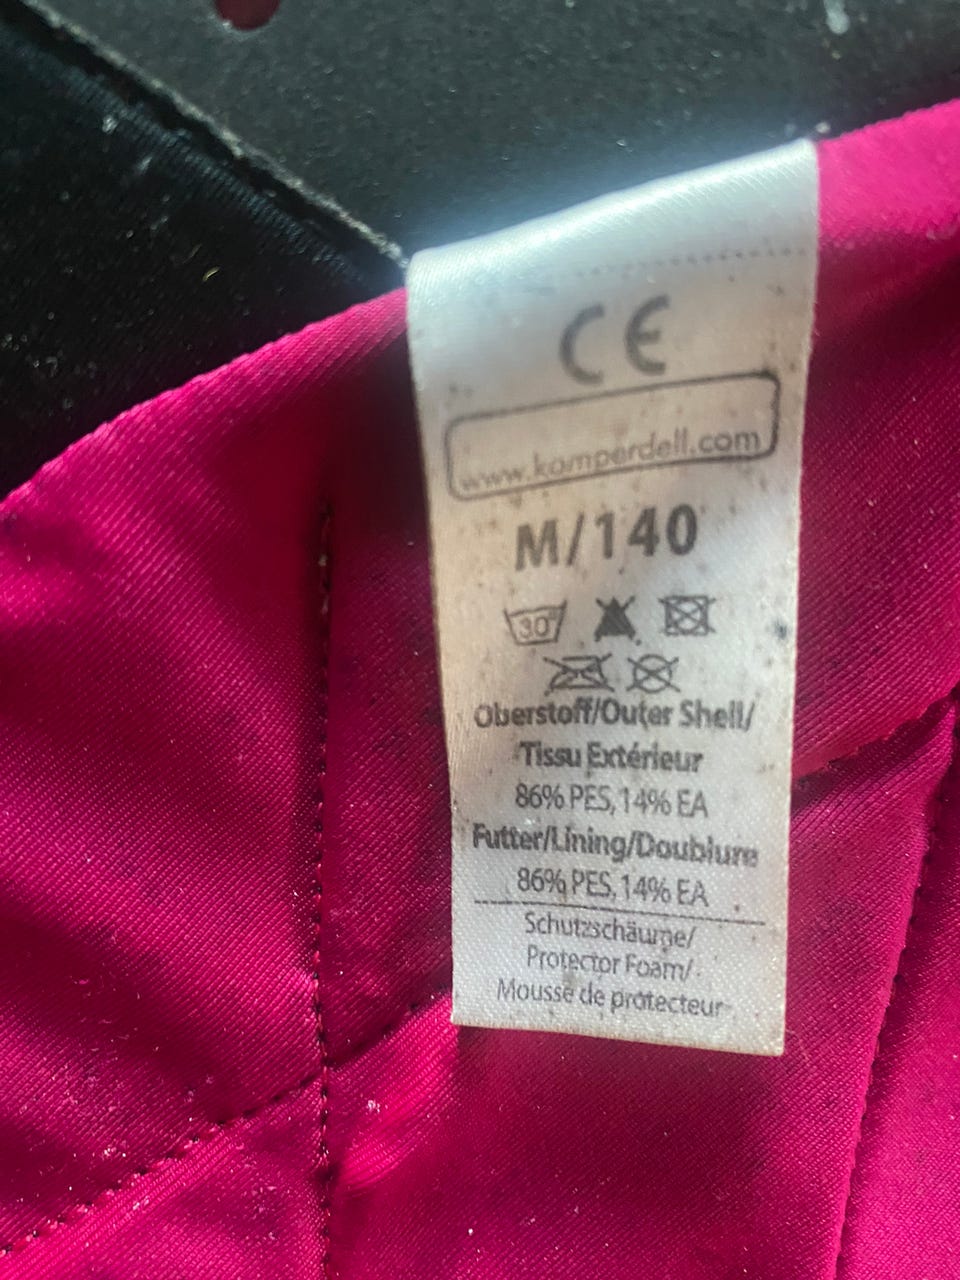 CE
www.komperdell.com
M/140
30°
Oberstoff/Outer Shell/
Tissu Extérieur
86% PES, 14% EA
Futter/Lining/Doublure
86% PES, 14% EA
Schutzschäume/
Protector Foam/
Mousse de protecteur